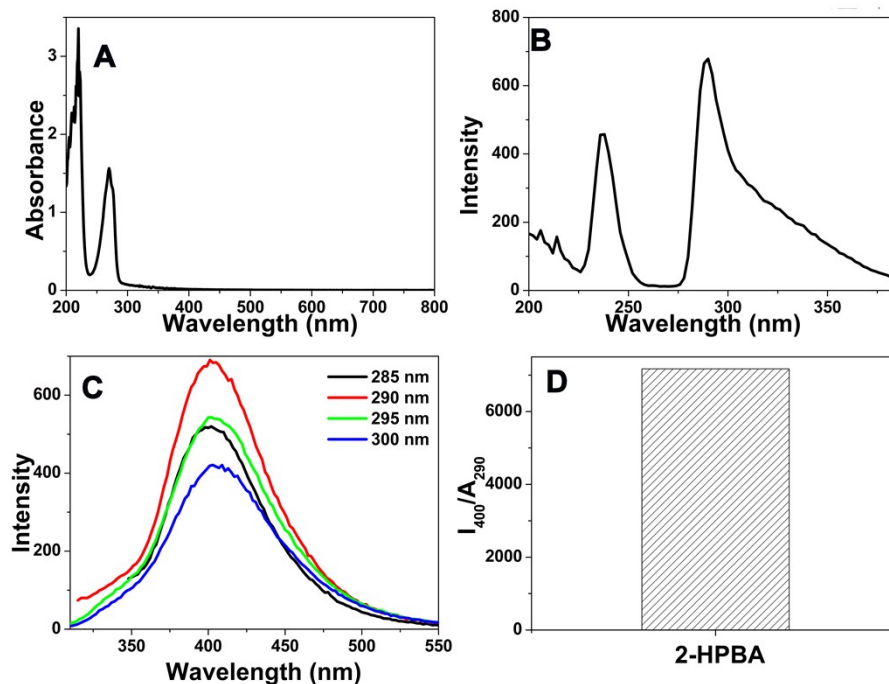 A
Absorbance
3
2
1
0
200 300 400 500 600 700 800
Wavelength (nm)
B
Intensity
800
600
400
200
0
200 250 300 350
Wavelength (nm)
C
Intensity
600
400
200
0
350 400 450 500 550
Wavelength (nm)
285 nm
290 nm
295 nm
300 nm
D
I400/A290
6000
4000
2000
0
2-HPBA